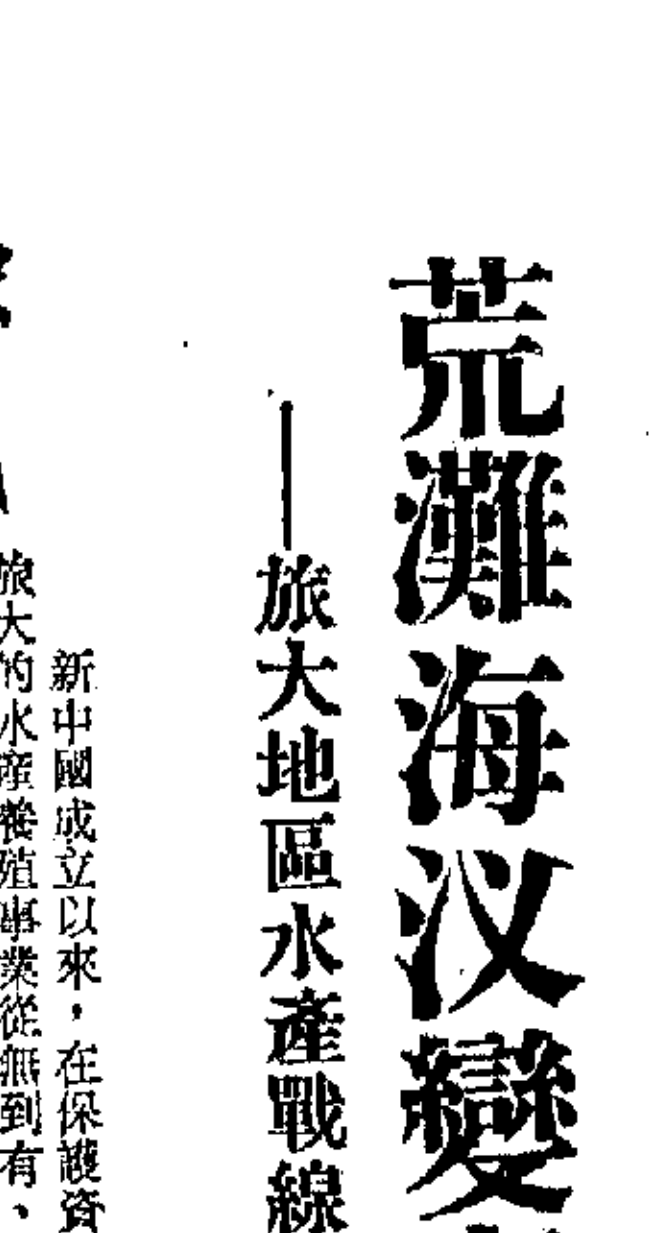 荒灘海汊變
——旅大地區水產戰線
新中國成立以來，在保護資
旅大的水產養殖事業從無到有、